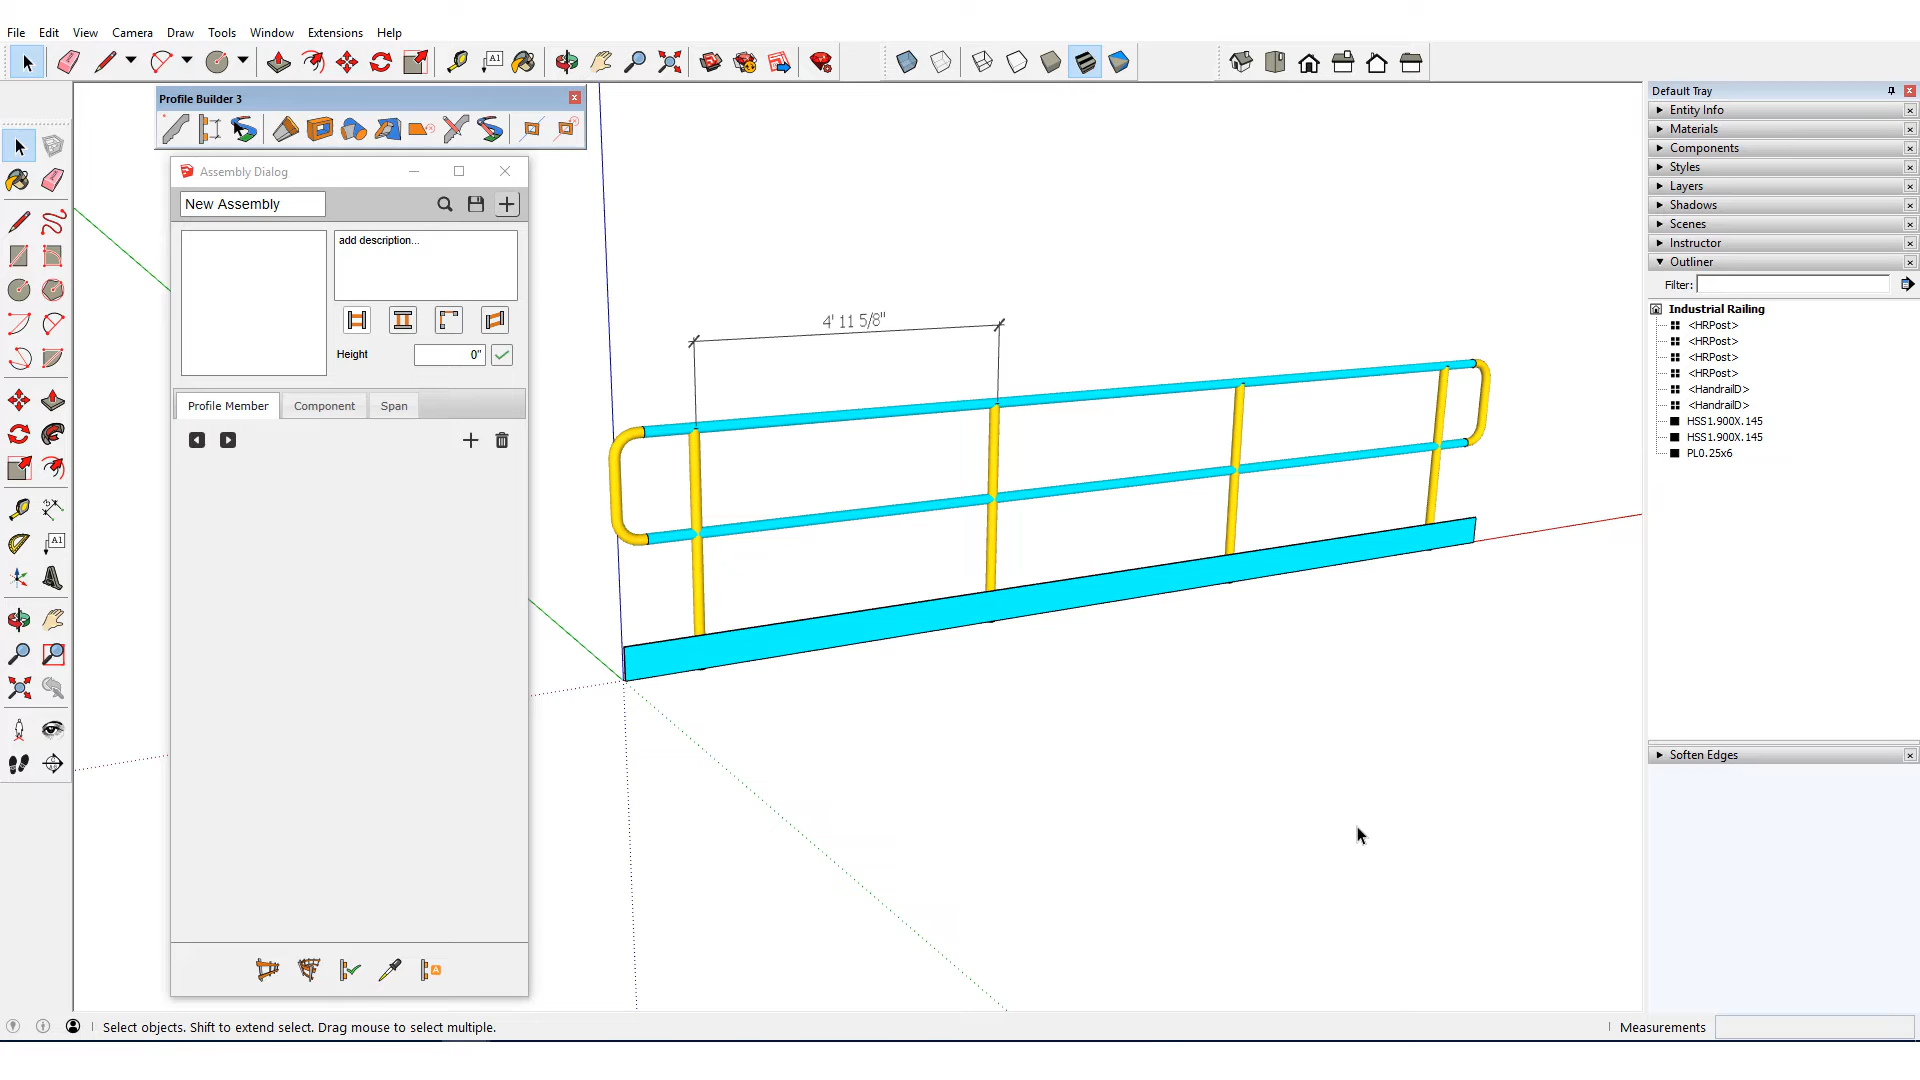 File Edit View Camera Draw Tools Window Extensions Help
A1
Profile Builder 3
Assembly Dialog
New Assembly
add description...
Height 0"
Profile Member Component Span
A1
A
4' 11 5/8"
Default Tray
Entity Info
Materials
Components
Styles
Layers
Shadows
Scenes
Instructor
Outliner
Filter:
Industrial Railing
<HRPost>
<HRPost>
<HRPost>
<HRPost>
<HandrailD>
<HandrailD>
HSS1.900X.145
HSS1.900X.145
PL0.25x6
Soften Edges
Select objects. Shift to extend select. Drag mouse to select multiple.
Measurements